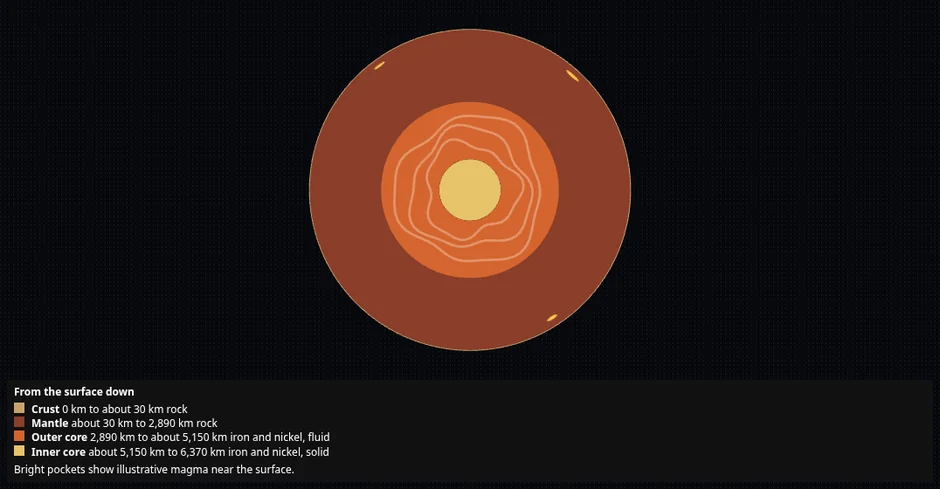 From the surface down
Crust 0 km to about 30 km rock
Mantle about 30 km to 2,890 km rock
Outer core 2,890 km to about 5,150 km iron and nickel, fluid
Inner core about 5,150 km to 6,370 km iron and nickel, solid
Bright pockets show illustrative magma near the surface.